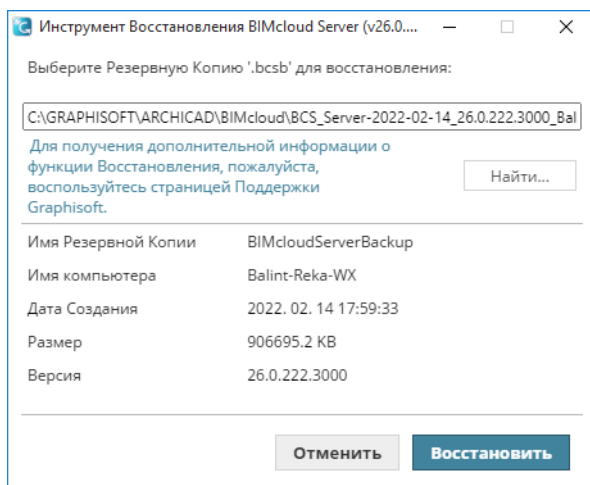 Инструмент Восстановления BIMcloud Server (v26.0....
Выберите Резервную Копию '.bcsb' для восстановления:
C:\GRAPHISOFT\ARCHICAD\BIMcloud\BCS_Server-2022-02-14_26.0.222.3000_Bal
Для получения дополнительной информации о
функции Восстановления, пожалуйста,
воспользуйтесь страницей Поддержки
Graphisoft.
Найти...
Имя Резервной Копии BIMcloudServerBackup
Имя компьютера Balint-Reka-WX
Дата Создания 2022. 02. 14 17:59:33
Размер 906695.2 KB
Версия 26.0.222.3000
Отменить Восстановить